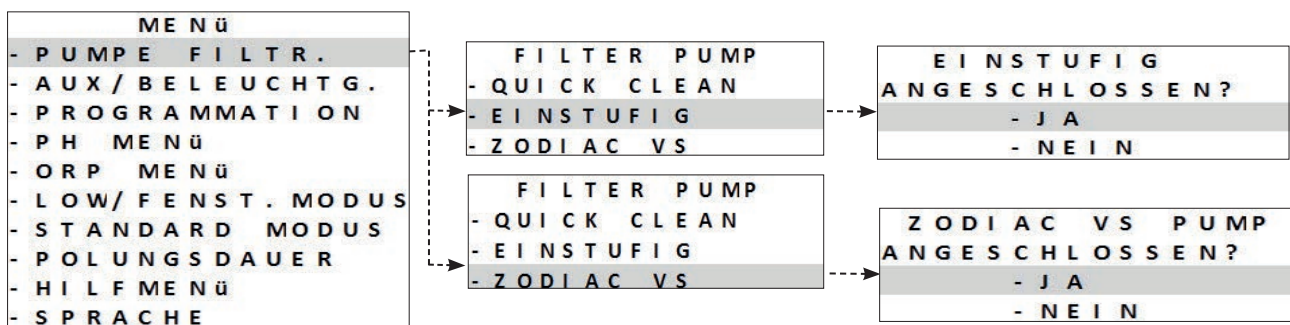 MENü
- PUMPE FILTR.
- AUX/BELEUCHTG.
- PROGRAMMATION
- PH MENü
- ORP MENü
- LOW/FENST.MODUS
- STANDARD MODUS
- POLUNGSDAUER
- HILFMENü
- SPRACHE
FILTER PUMP
- QUICK CLEAN
- EINSTUFIG
- ZODIAC VS
EINSTUFIG
ANGESCHLOSSEN?
- JA
- NEIN
FILTER PUMP
- QUICK CLEAN
- EINSTUFIG
- ZODIAC VS
ZODIAC VS PUMP
ANGESCHLOSSEN?
- JA
- NEIN